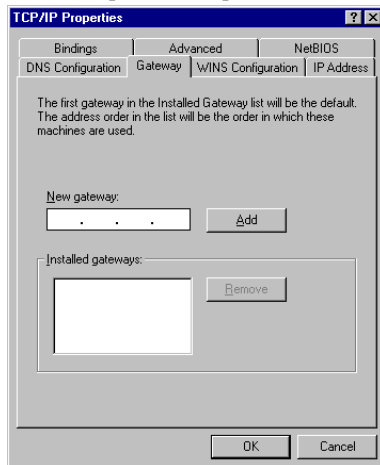 TCP/IP Properties
Bindings Advanced NetBIOS
DNS Configuration Gateway WINS Configuration IP Address
The first gateway in the Installed Gateway list will be the default.
The address order in the list will be the order in which these
machines are used.
New gateway:
. . .
Add
Installed gateways:
Remove
OK Cancel